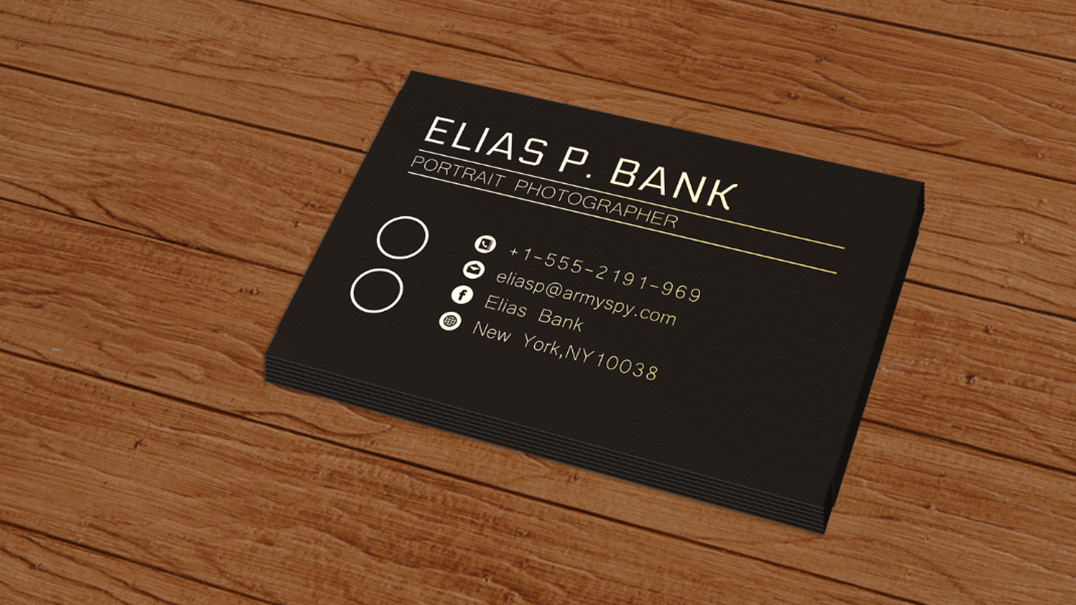 ELIAS P. BANK
PORTRAIT PHOTOGRAPHER
+1-555-2191-969
eliasp@armyspy.com
Elias Bank
New York,NY10038